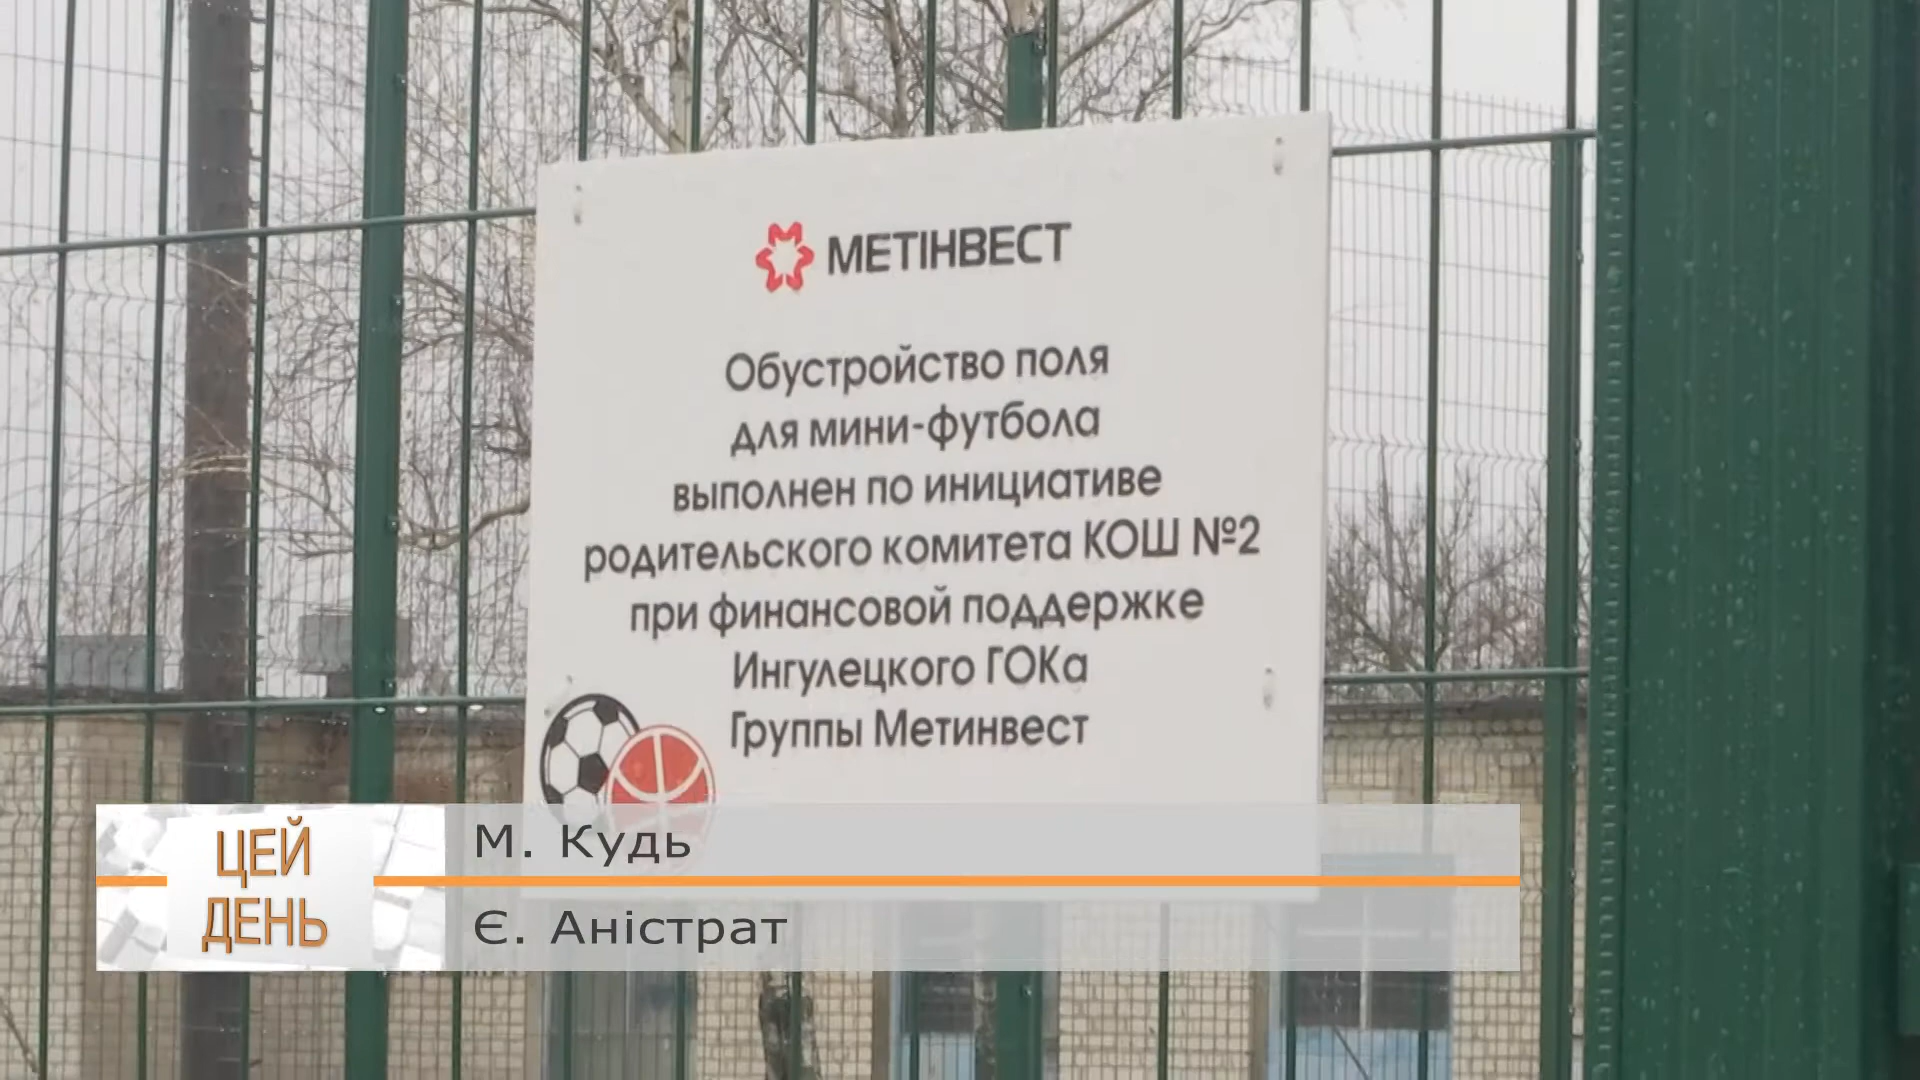 МЕТІНВЕСТ
Обустройство поля
для мини-футбола
выполнен по инициативе
родительского комитета КОШ №2
при финансовой поддержке
Ингулецкого ГОКа
Группы Метинвест
ЦЕЙ
ДЕНЬ
М. Кудь
Є. Аністрат